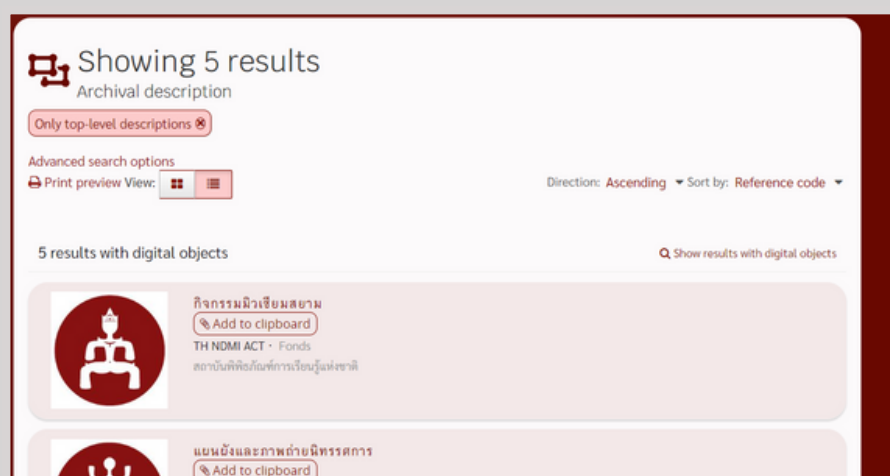 Showing 5 results
Archival description
Only top-level descriptions
Advanced search options
Print preview View:
Direction: Ascending Sort by: Reference code
5 results with digital objects
Show results with digital objects
กิจกรรมมิวเซียมสยาม
Add to clipboard
TH NDMI ACT · Fonds
สถาบันพิพิธภัณฑ์การเรียนรู้แห่งชาติ
แผนผังและภาพถ่ายนิทรรศการ
Add to clipboard